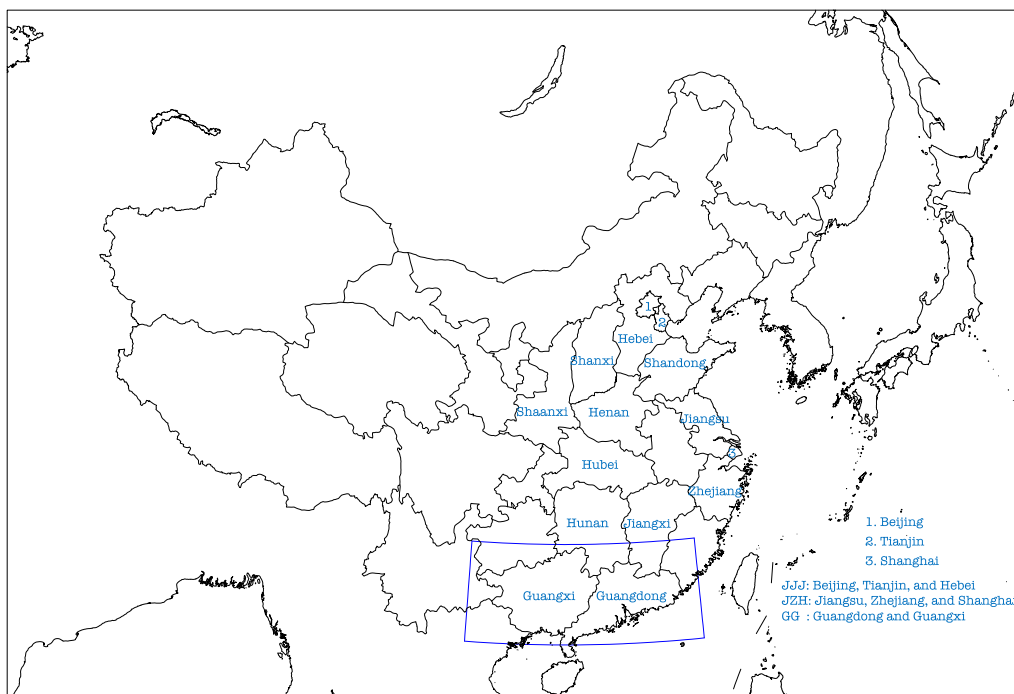 1
2
Hebei
Shanxi
Shandong
Shaanxi
Henan
Jiangsu
3
Hubei
Zhejiang
Hunan
Jiangxi
Guangxi
Guangdong
1. Beijing
2. Tianjin
3. Shanghai
JJJ: Beijing, Tianjin, and Hebei
JZH: Jiangsu, Zhejiang, and Shanghai
GG : Guangdong and Guangxi